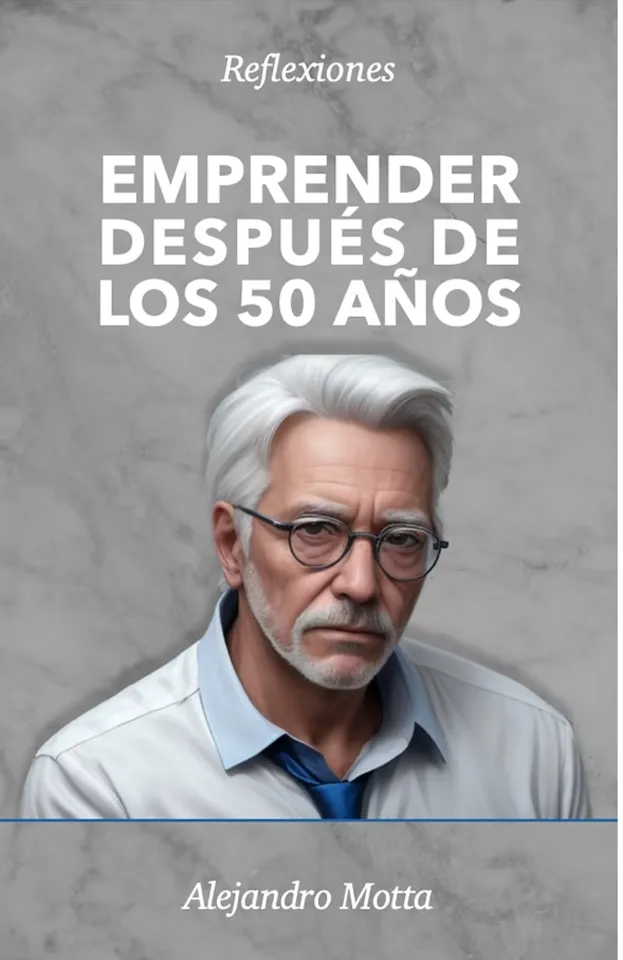 Reflexiones
EMPRENDER
DESPUÉS DE
LOS 50 AÑOS
Alejandro Motta